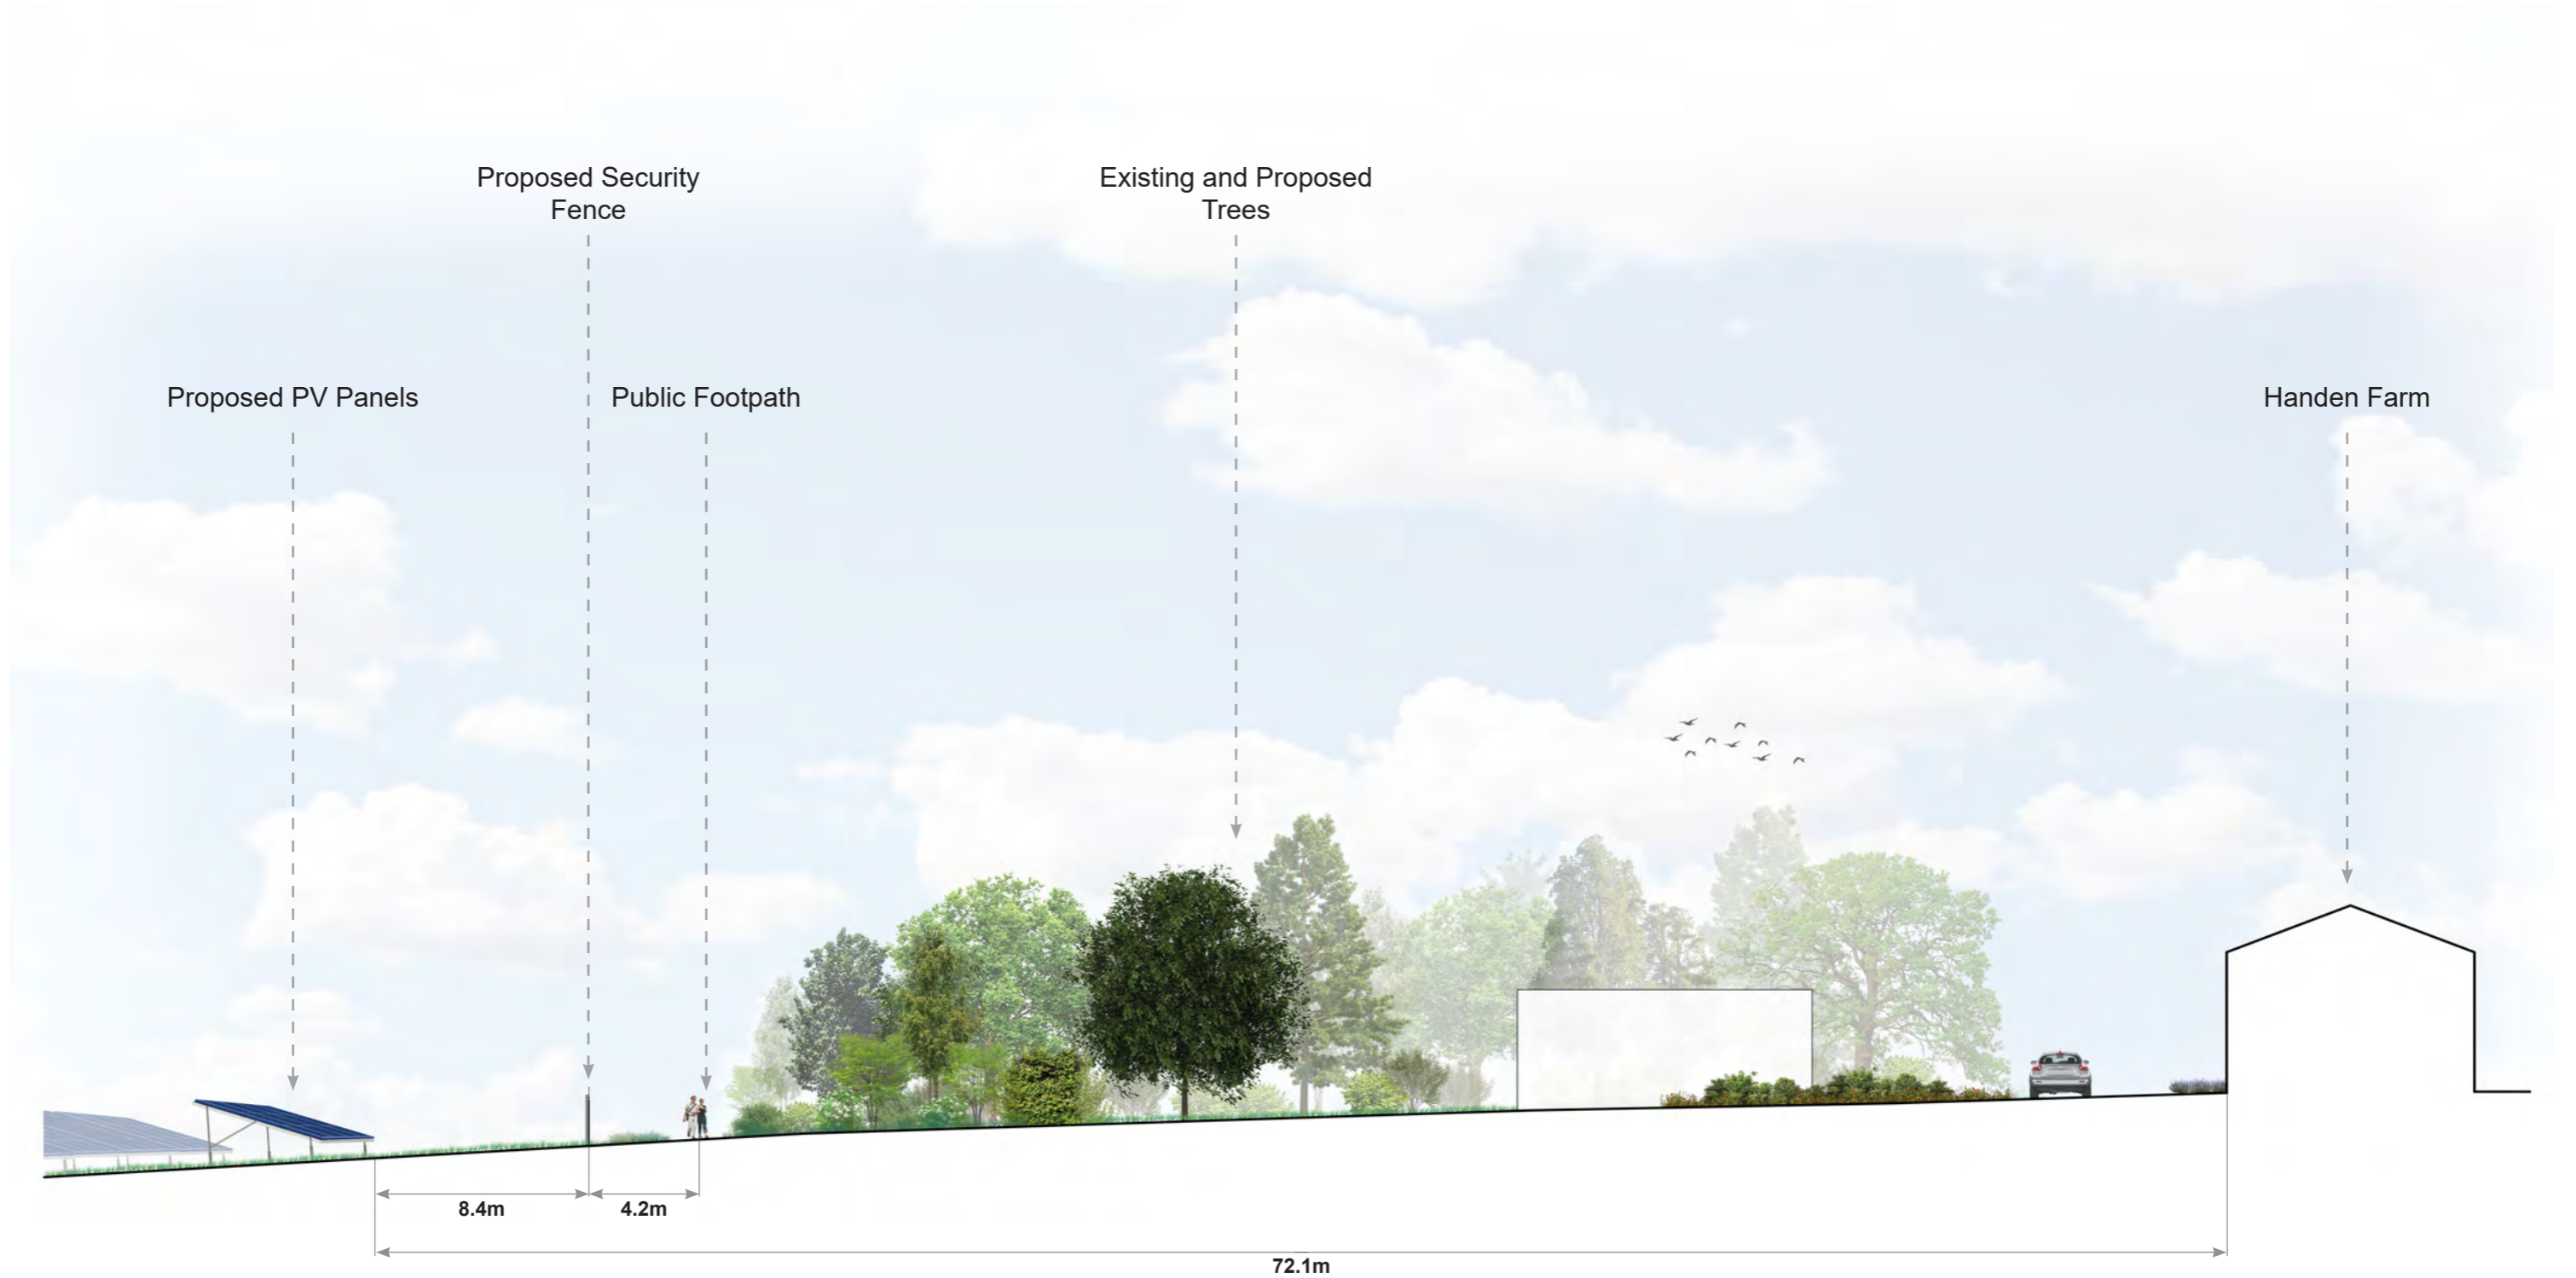 Proposed Security
Fence
Existing and Proposed
Trees
Proposed PV Panels
Public Footpath
Handen Farm
8.4m
4.2m
72.1m